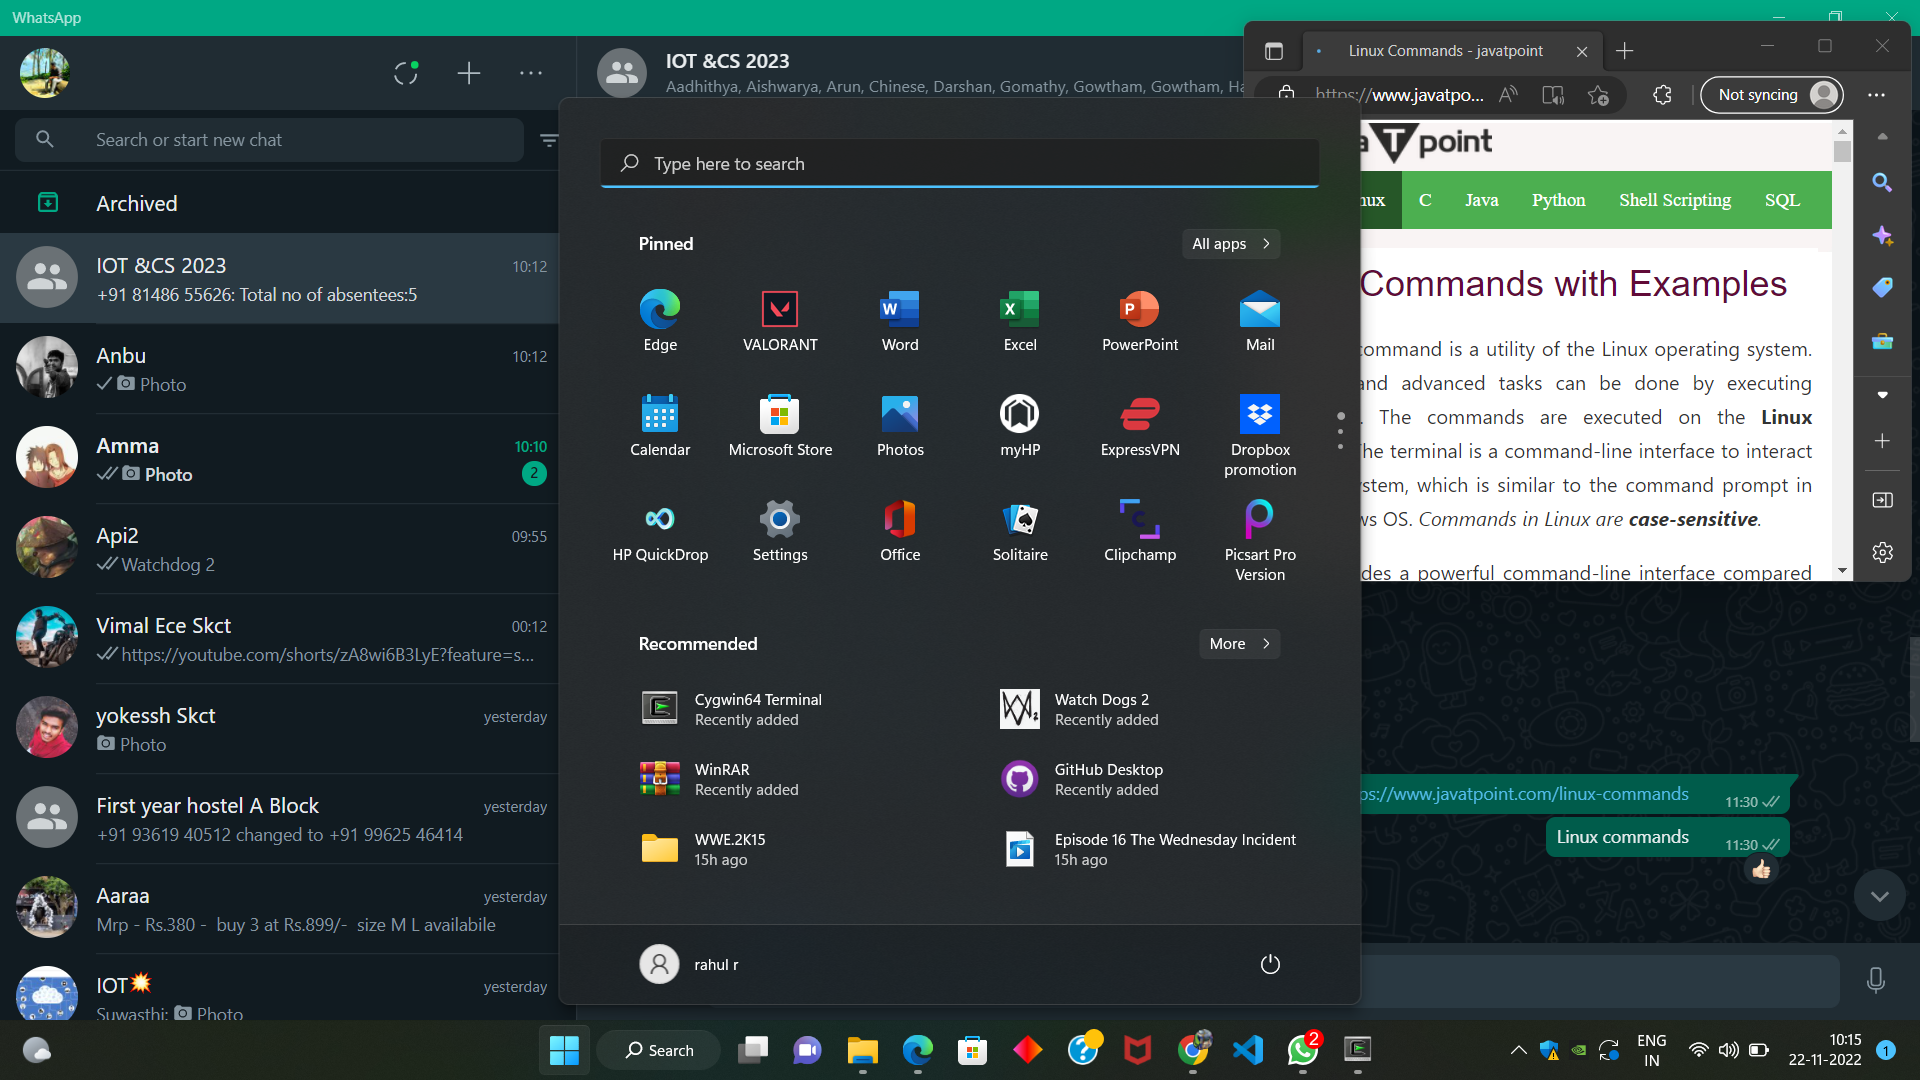 WhatsApp
Search or start new chat
Archived
IOT &CS 2023
10:12
+91 81486 55626: Total no of absentees:5
Anbu
10:12
Photo
Amma
10:10
Photo
2
Api2
09:55
Watchdog 2
Vimal Ece Skct
00:12
https://youtube.com/shorts/zA8wi6B3LyE?feature=s...
yokessh Skct
yesterday
Photo
First year hostel A Block
yesterday
+91 93619 40512 changed to +91 99625 46414
Aaraa
yesterday
Mrp - Rs.380 - buy 3 at Rs.899/- size M L availabile
IOT💥
yesterday
Suwasthi: Photo
IOT &CS 2023
Aadhithya, Aishwarya, Arun, Chinese, Darshan, Gomathy, Gowtham, Gowtham, Ha
Type here to search
Pinned
All apps
Edge
VALORANT
Word
Excel
PowerPoint
Mail
Calendar
Microsoft Store
Photos
myHP
ExpressVPN
Dropbox
promotion
HP QuickDrop
Settings
Office
Solitaire
Clipchamp
Picsart Pro
Version
Recommended
More
Cygwin64 Terminal
Recently added
Watch Dogs 2
Recently added
WinRAR
Recently added
GitHub Desktop
Recently added
WWE.2K15
15h ago
Episode 16 The Wednesday Incident
15h ago
rahul r
Linux Commands - javatpoint
https://www.javatpo...
Not syncing
a T point
nux C Java Python Shell Scripting SQL
Commands with Examples
command is a utility of the Linux operating system.
and advanced tasks can be done by executing
. The commands are executed on the Linux
he terminal is a command-line interface to interact
stem, which is similar to the command prompt in
ws OS. Commands in Linux are case-sensitive.
des a powerful command-line interface compared
ps://www.javatpoint.com/linux-commands
11:30
Linux commands
11:30
Search
2
ENG
IN
10:15
22-11-2022
1